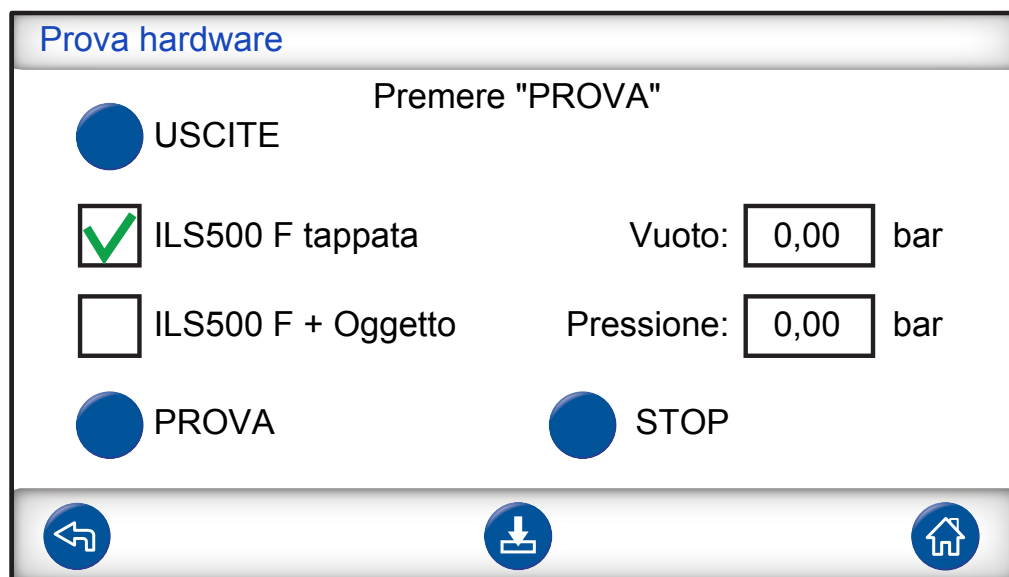 Prova hardware
Premere "PROVA"
USCITE
ILS500 F tappata
Vuoto: 0,00 bar
ILS500 F + Oggetto
Pressione: 0,00 bar
PROVA
STOP